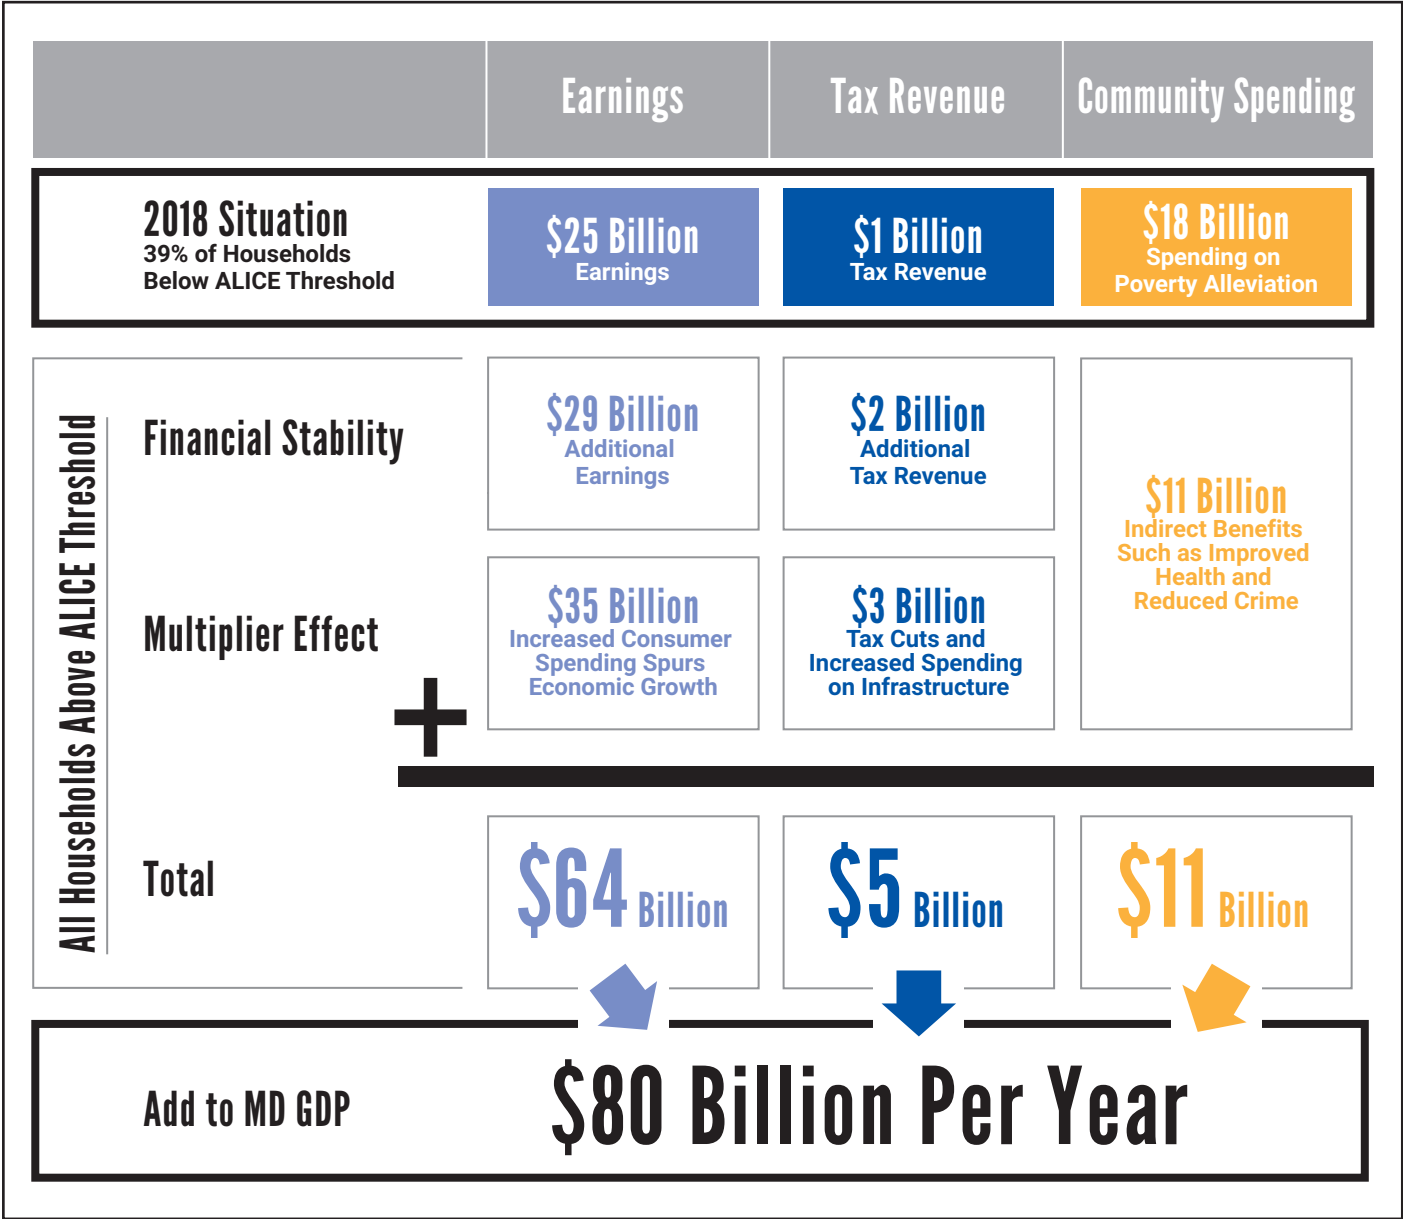 Earnings
Tax Revenue
Community Spending
2018 Situation
39% of Households
Below ALICE Threshold
$25 Billion
Earnings
$1 Billion
Tax Revenue
$18 Billion
Spending on
Poverty Alleviation
All Households Above ALICE Threshold
Financial Stability
$29 Billion
Additional
Earnings
$2 Billion
Additional
Tax Revenue
$11 Billion
Indirect Benefits
Such as Improved
Health and
Reduced Crime
Multiplier Effect
$35 Billion
Increased Consumer
Spending Spurs
Economic Growth
$3 Billion
Tax Cuts and
Increased Spending
on Infrastructure
+
Total
$64 Billion
$5 Billion
$11 Billion
Add to MD GDP
$80 Billion Per Year